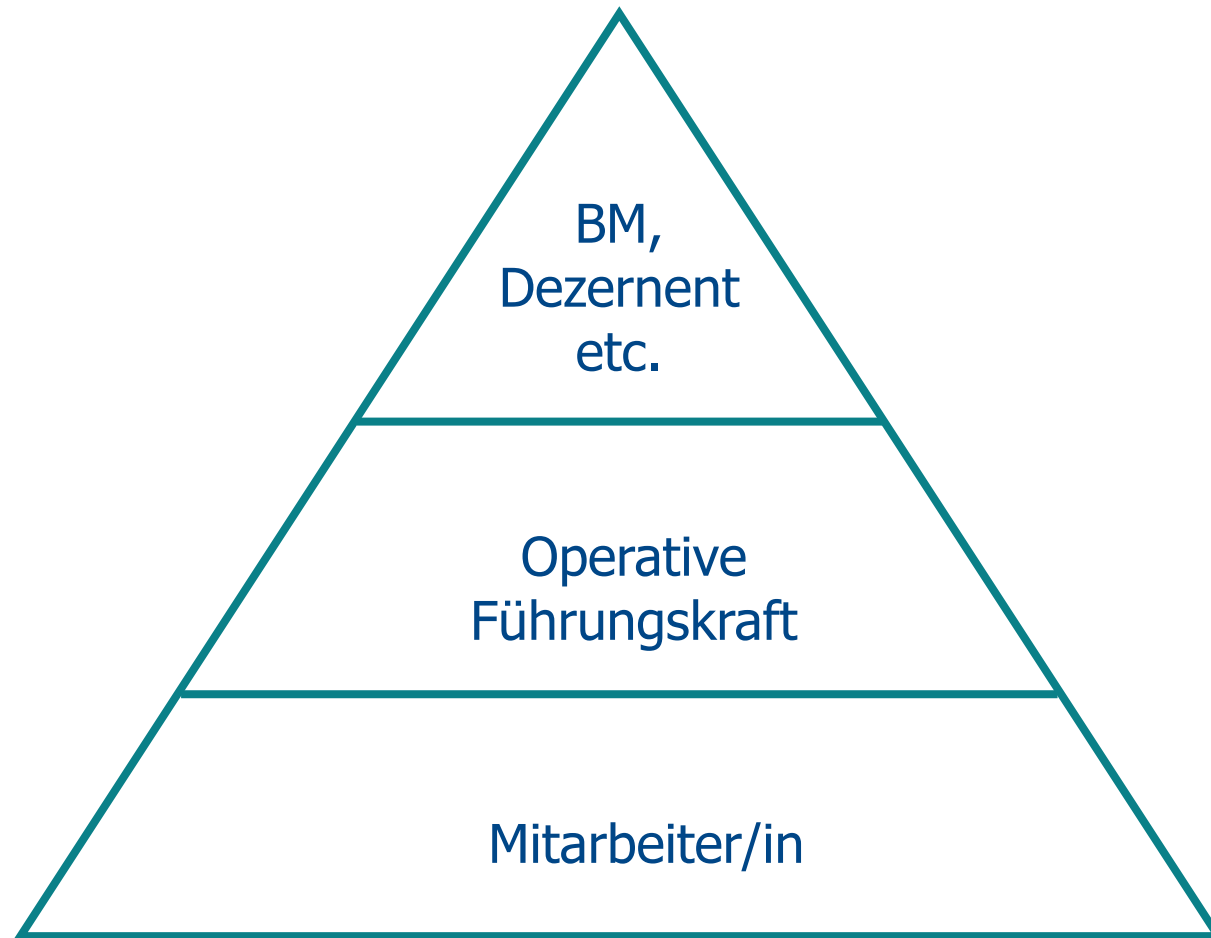 BM,
Dezernent
etc.
Operative
Führungskraft
Mitarbeiter/in